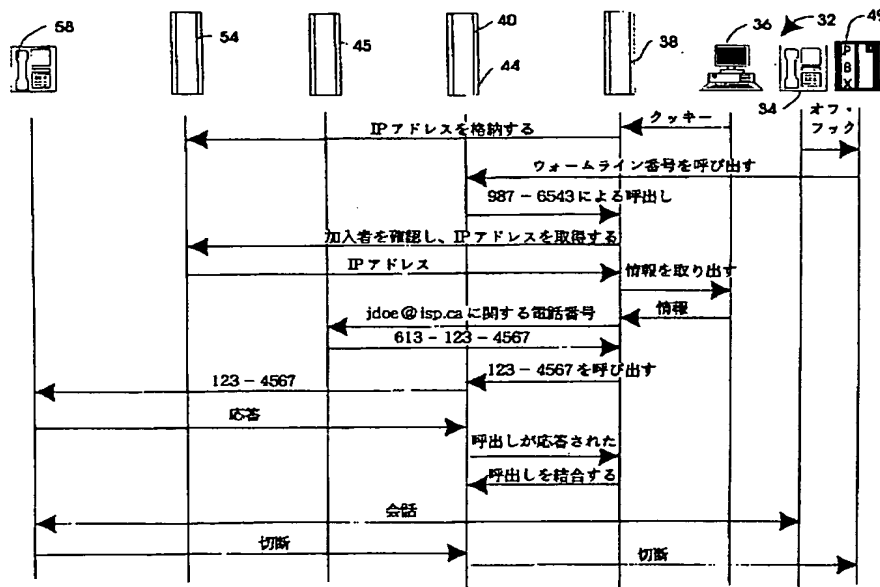 58
54
45
40
44
38
36
32
34
49
P
B
X
オフ・
フック
クッキー
IPアドレスを格納する
ウォームライン番号を呼び出す
987-6543による呼出し
加入者を確認し、IPアドレスを取得する
IPアドレス
情報を取り出す
jdoe@isp.caに関する電話番号
情報
613-123-4567
123-4567
123-4567を呼び出す
応答
呼出しが応答された
呼出しを結合する
会話
切断
切断